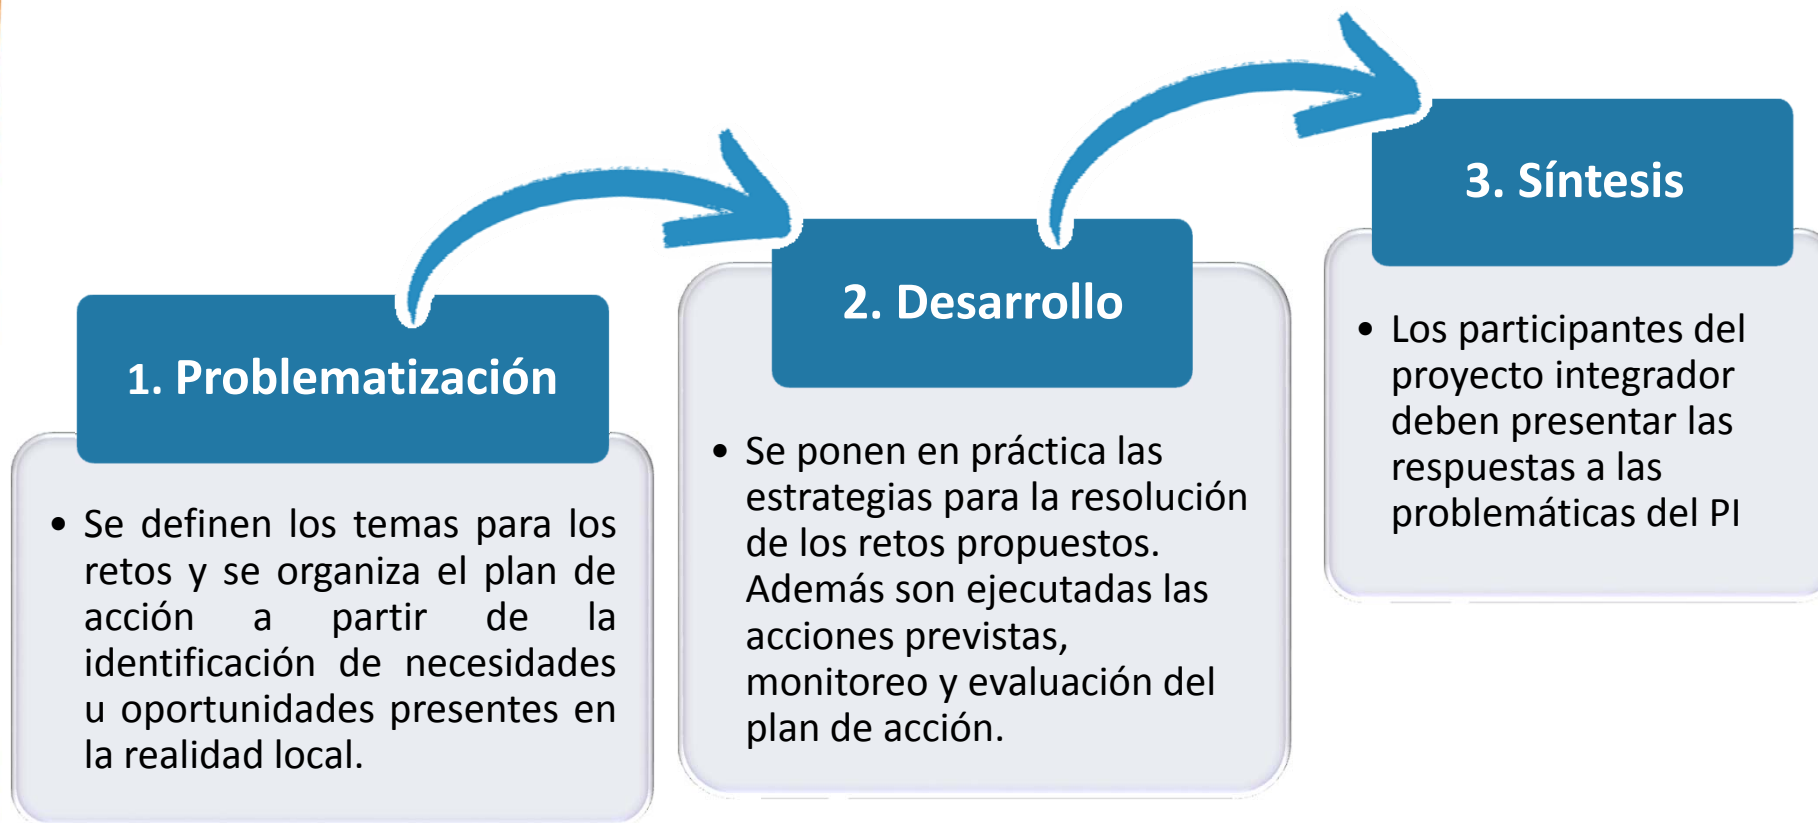 1. Problematización
• Se definen los temas para los
retos y se organiza el plan de
acción a partir de la
identificación de necesidades
u oportunidades presentes en
la realidad local.
2. Desarrollo
• Se ponen en práctica las
estrategias para la resolución
de los retos propuestos.
Además son ejecutadas las
acciones previstas,
monitoreo y evaluación del
plan de acción.
3. Síntesis
• Los participantes del
proyecto integrador
deben presentar las
respuestas a las
problemáticas del PI